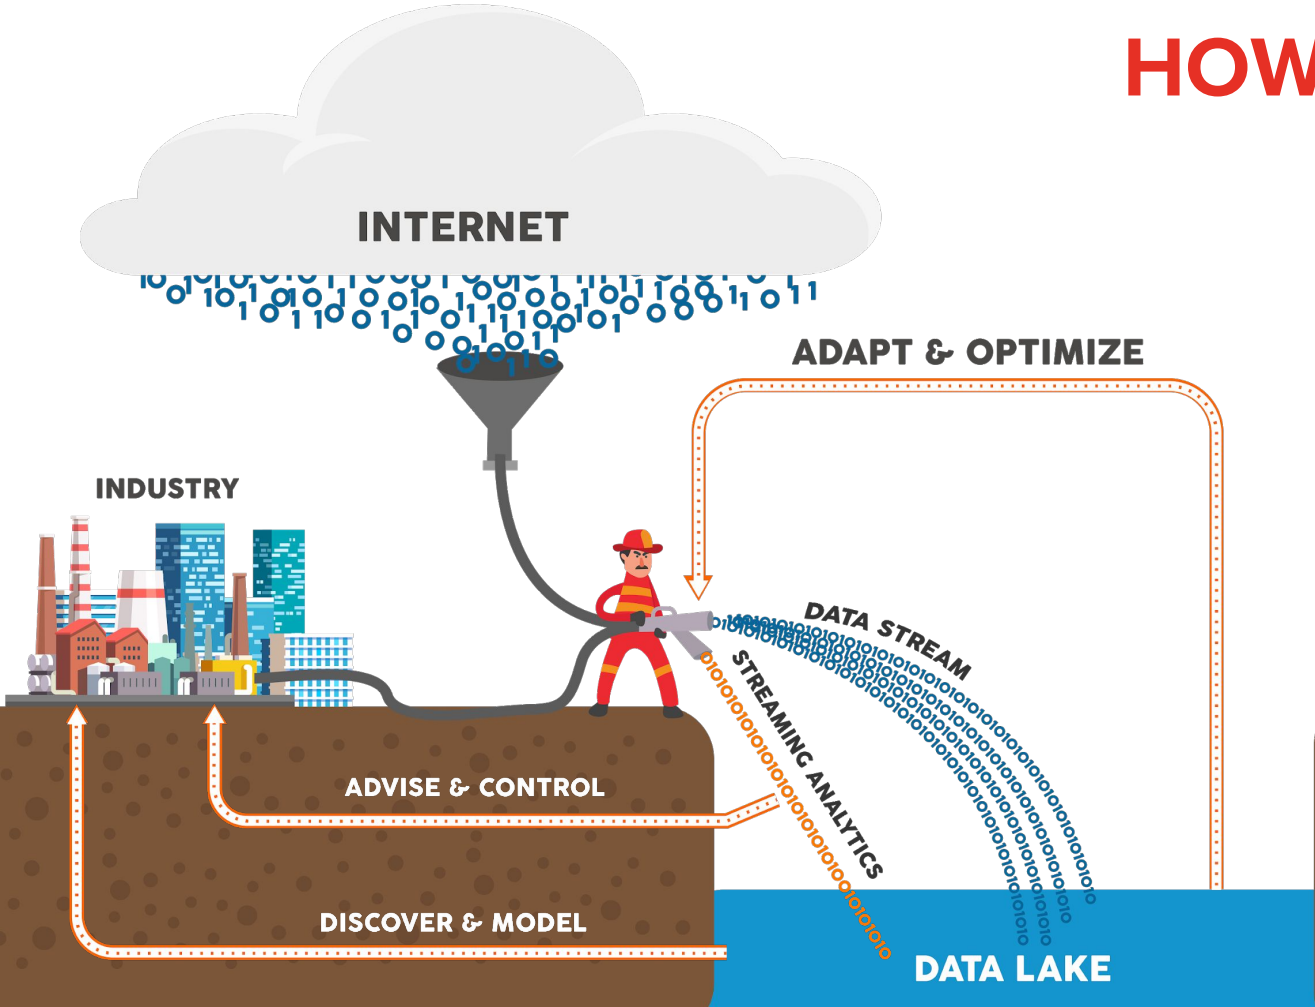 HOW
INTERNET
ADAPT & OPTIMIZE
INDUSTRY
DATA STREAM
STREAMING ANALYTICS
ADVISE & CONTROL
DISCOVER & MODEL
DATA LAKE